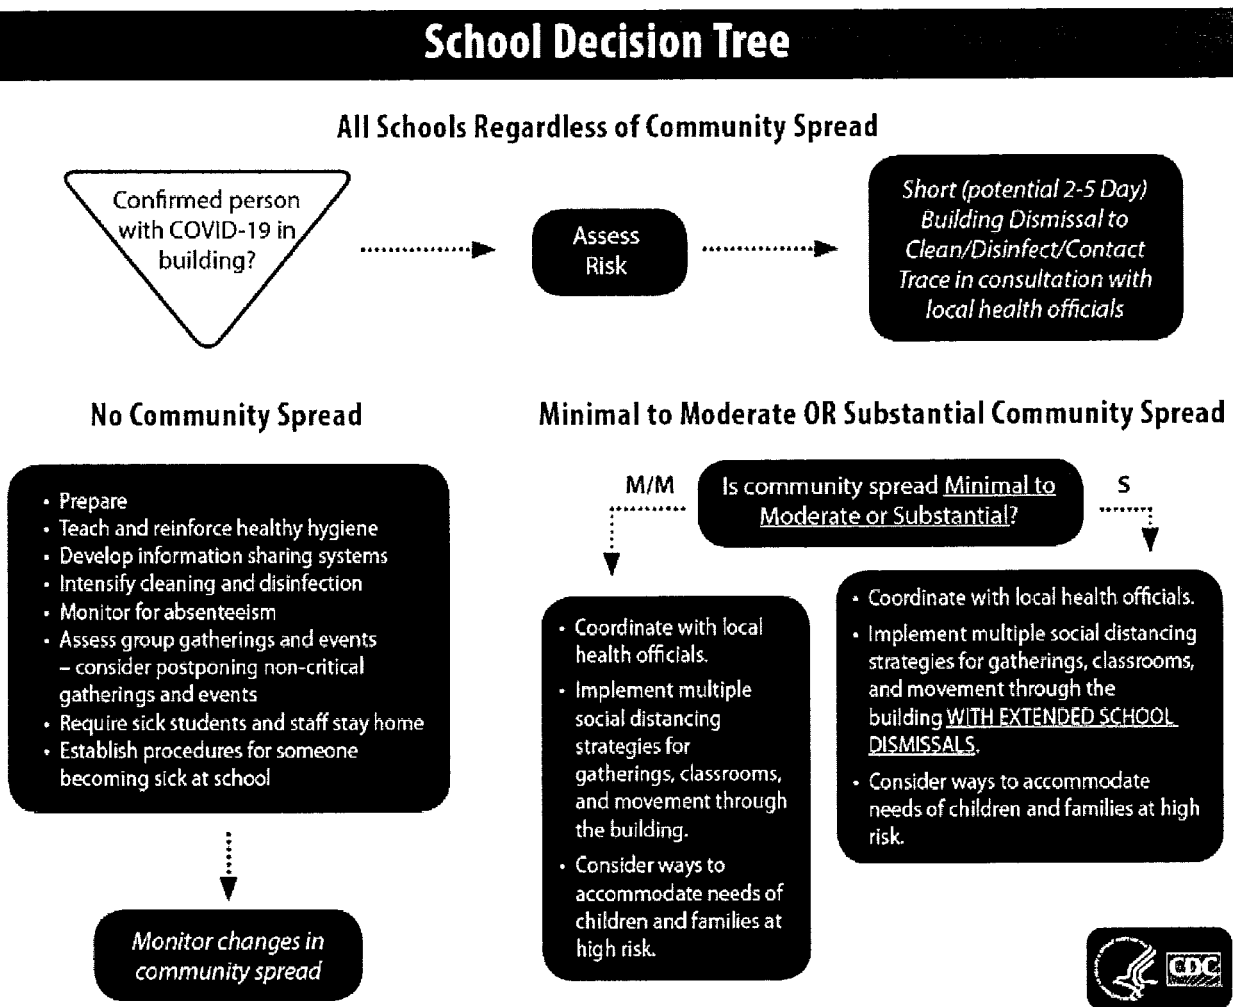 School Decision Tree
All Schools Regardless of Community Spread
Confirmed person
with COVID-19 in
building?
Assess
Risk
Short (potential 2-5 Day)
Building Dismissal to
Clean/Disinfect/Contact
Trace in consultation with
local health officials
No Community Spread
• Prepare
• Teach and reinforce healthy hygiene
• Develop information sharing systems
• Intensify cleaning and disinfection
• Monitor for absenteeism
• Assess group gatherings and events
– consider postponing non-critical
gatherings and events
• Require sick students and staff stay home
• Establish procedures for someone
becoming sick at school
Monitor changes in
community spread
Minimal to Moderate OR Substantial Community Spread
M/M
Is community spread Minimal to
Moderate or Substantial?
S
• Coordinate with local
health officials.
• Implement multiple
social distancing
strategies for
gatherings, classrooms,
and movement through
the building.
• Consider ways to
accommodate needs of
children and families at
high risk.
• Coordinate with local health officials.
• Implement multiple social distancing
strategies for gatherings, classrooms,
and movement through the
building WITH EXTENDED SCHOOL
DISMISSALS.
• Consider ways to accommodate
needs of children and families at high
risk.
CDC